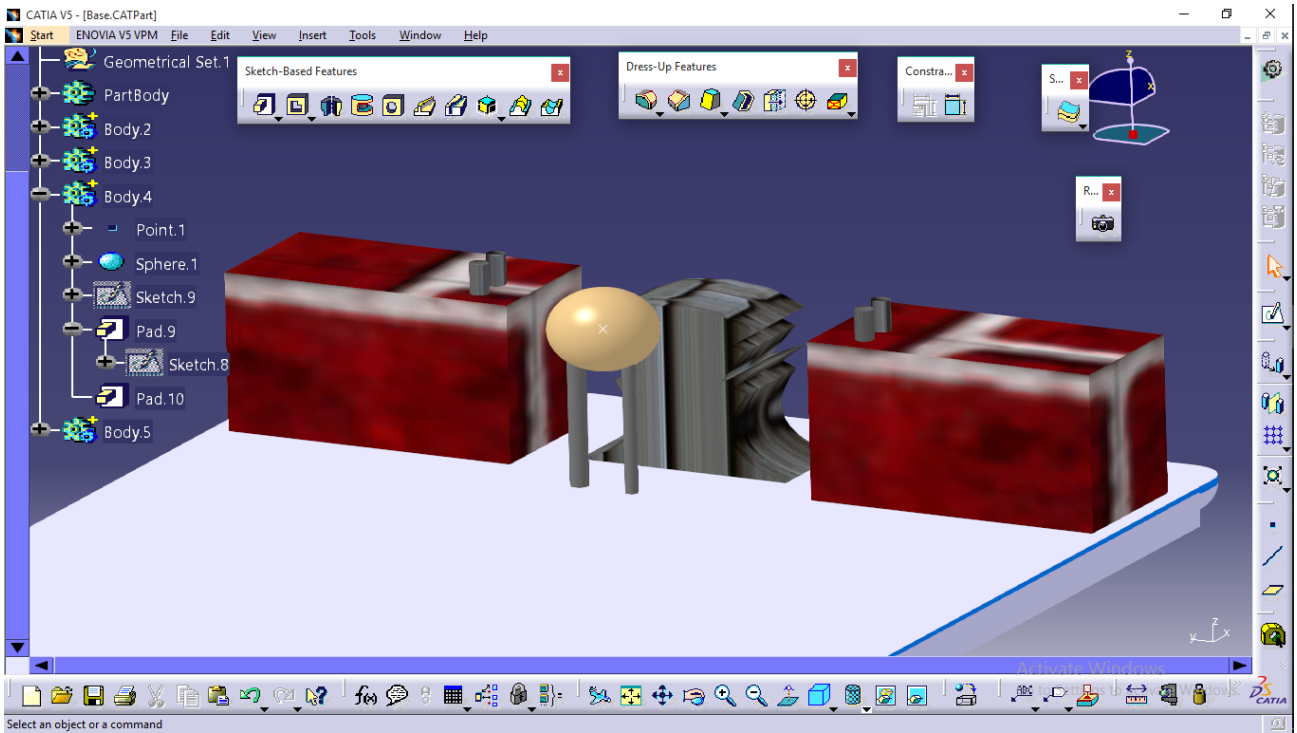 CATIA V5 - [Base.CATPart]
Start ENOVIA V5 VPM File Edit View Insert Tools Window Help
Geometrical Set.1
PartBody
Body.2
Body.3
Body.4
Point.1
Sphere.1
Sketch.9
Pad.9
Sketch.8
Pad.10
Body.5
Sketch-Based Features
Dress-Up Features
Constra...
S...
R...
z
x
z
y x
Activate Windows
f(x)
ABC
CATIA
Select an object or a command